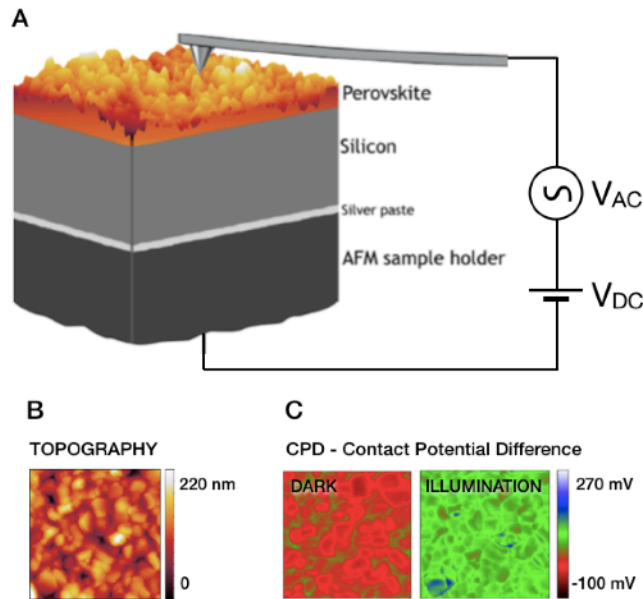 A
Perovskite
Silicon
Silver paste
AFM sample holder
VAC
VDC
B
TOPOGRAPHY
220 nm
0
C
CPD - Contact Potential Difference
DARK
ILLUMINATION
270 mV
-100 mV